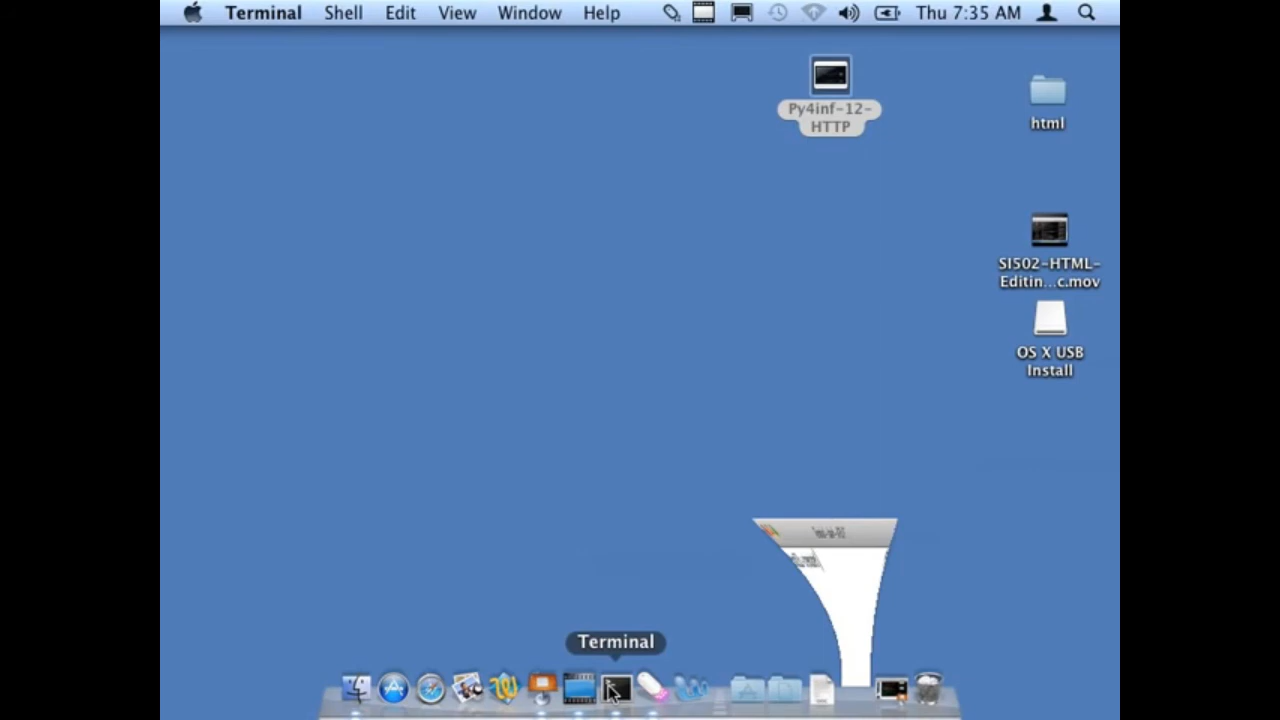 Terminal Shell Edit View Window Help Thu 7:35 AM
Py4inf-12-
HTTP
html
SI502-HTML-
Editin...c.mov
OS X USB
Install
Terminal